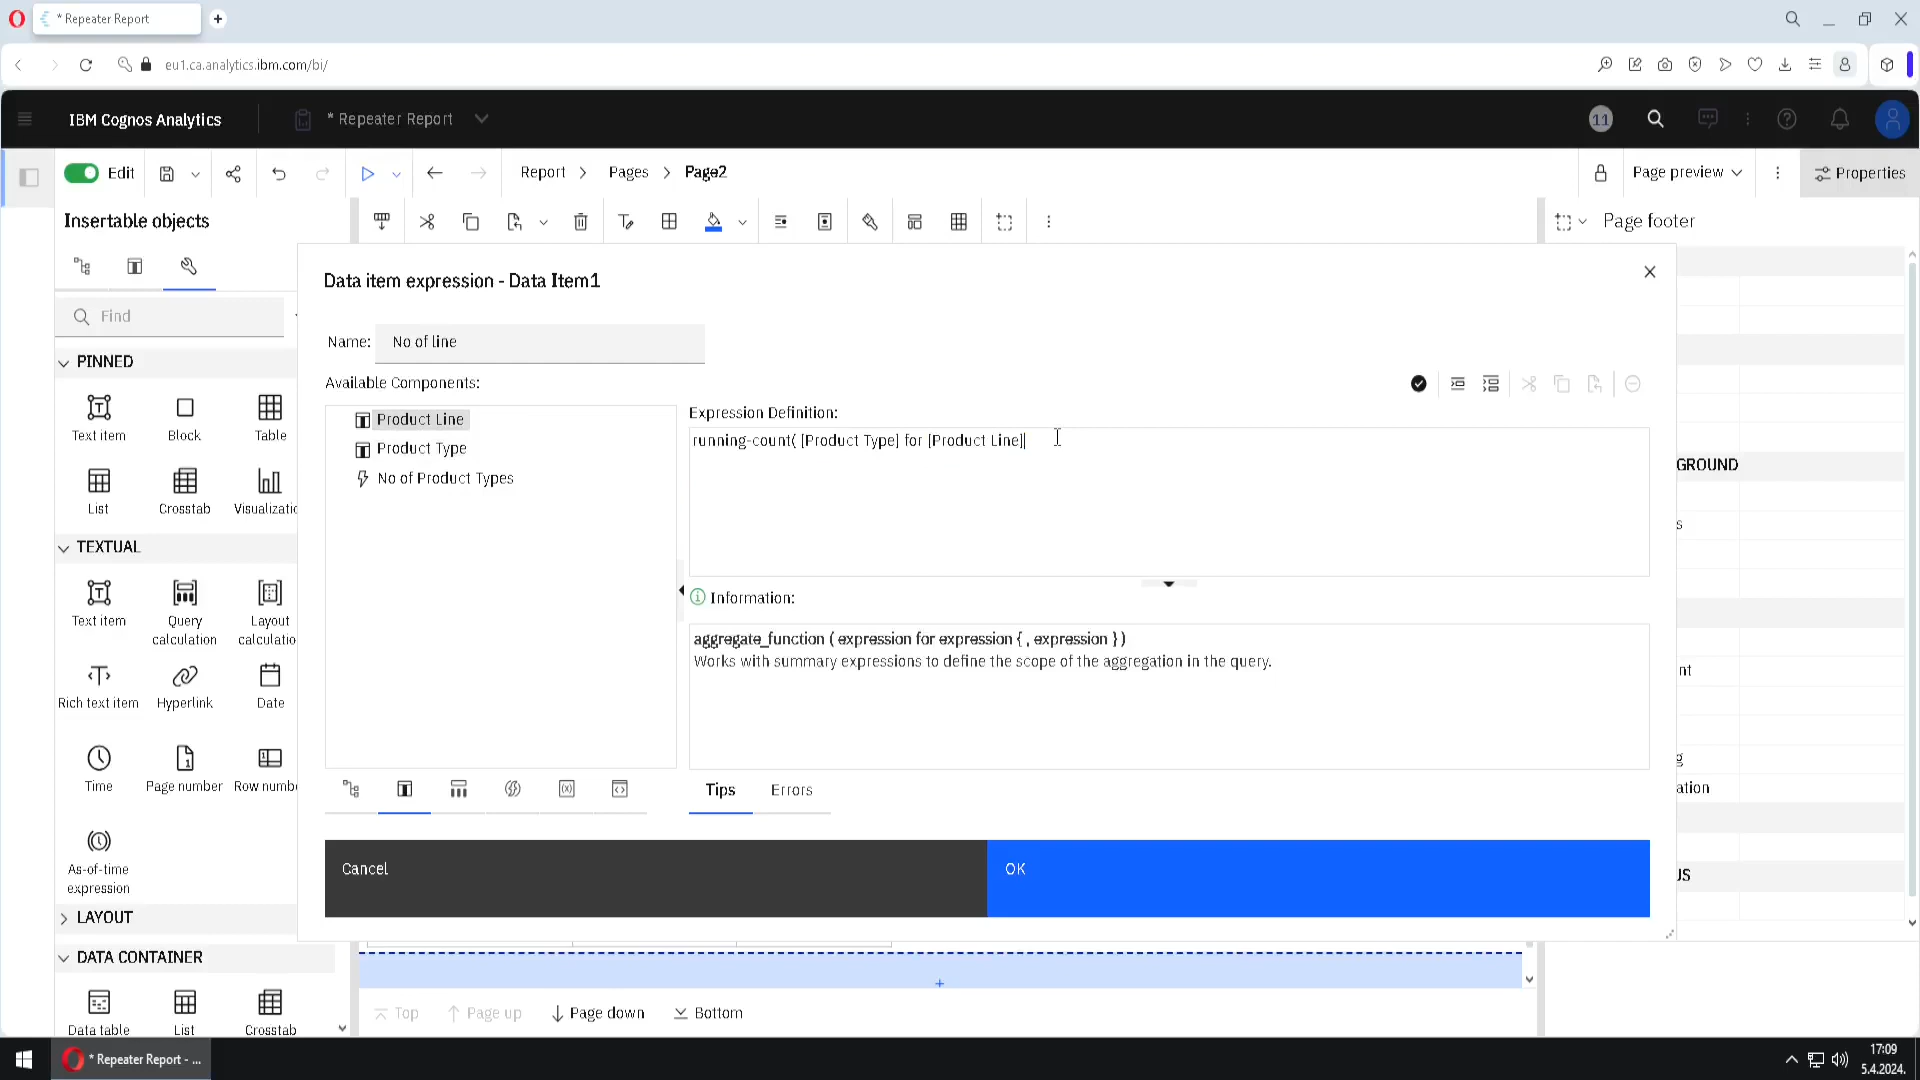 * Repeater Report
+
eu1.ca.analytics.ibm.com/bi/
IBM Cognos Analytics
* Repeater Report
11
Edit
Report
Pages
Page2
Page preview
Properties
Insertable objects
Page footer
Data item expression - Data Item1
Find
Name:
No of line
PINNED
Available Components:
Expression Definition:
Product Line
running-count( [Product Type] for [Product Line]
Text item
Block
Table
Product Type
GROUND
No of Product Types
List
Crosstab
Visualizatic
s
TEXTUAL
Information:
Text item
Query
calculation
Layout
calculatio
aggregate_function ( expression for expression { , expression } )
Works with summary expressions to define the scope of the aggregation in the query.
nt
Rich text item
Hyperlink
Date
g
Time
Page number
Row numb
ation
Tips
Errors
As-of-time
expression
Cancel
OK
LAYOUT
DATA CONTAINER
Data table
List
Crosstab
Top
Page up
Page down
Bottom
* Repeater Report - ...
17:09
5.4.2024.